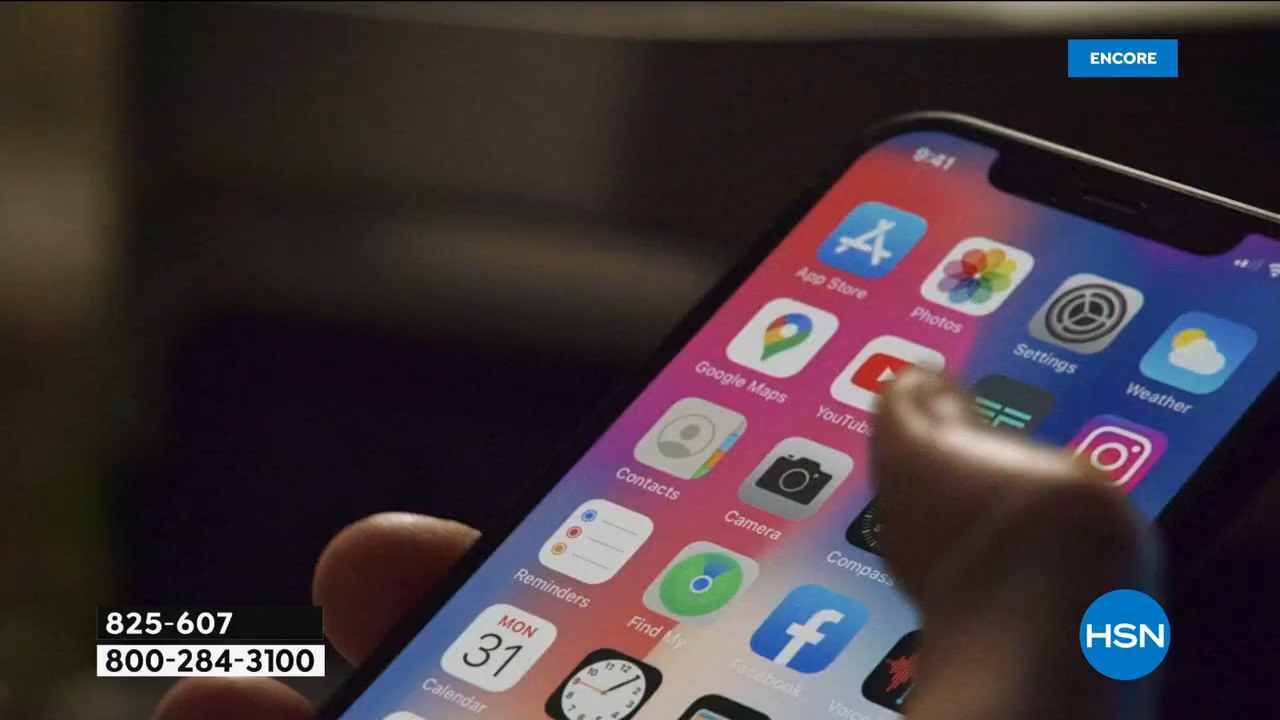 ENCORE
9:41
App Store
Photos
Settings
Weather
Google Maps
YouTube
Contacts
Camera
Compass
Reminders
Find My
Facebook
MON
31
Calendar
825-607
800-284-3100
HSN